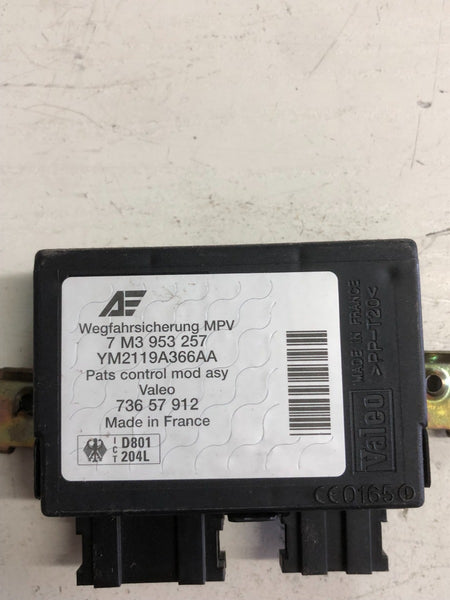 AE
Wegfahrsicherung MPV
7 M3 953 257
YM2119A366AA
Pats control mod asy
Valeo
736 57 912
Made in France
ICT
D801
204L
MADE IN FRANCE
>PP-T20<
Valeo
CE0165